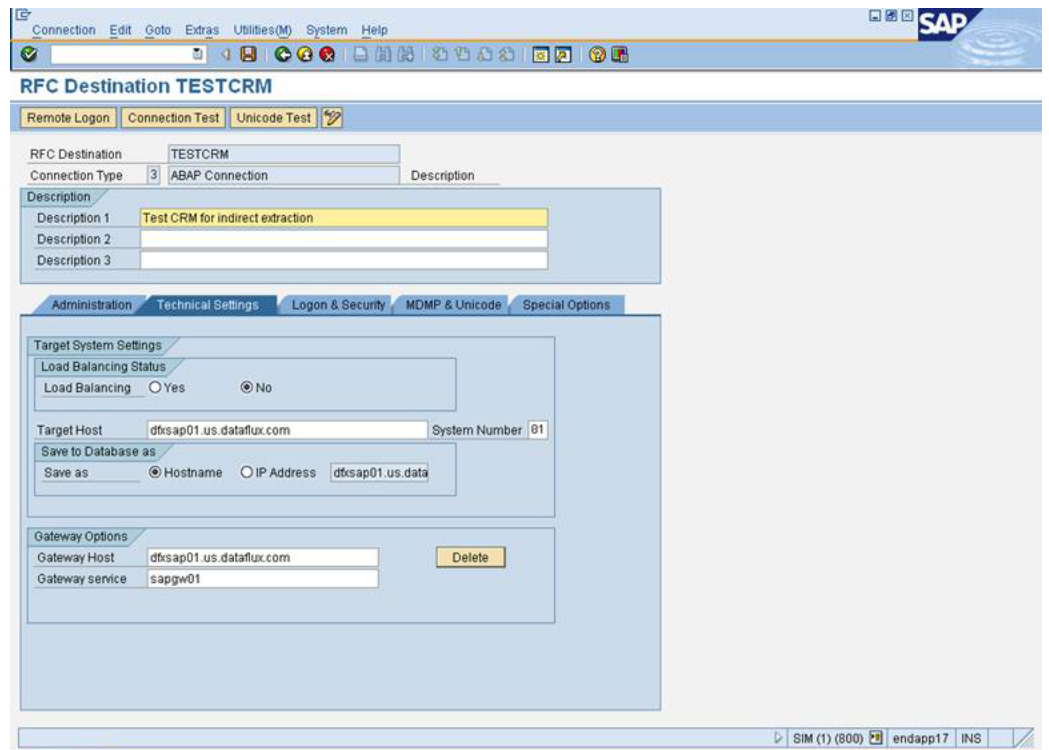 Connection Edit Goto Extras Utilities(M) System Help
SAP
RFC Destination TESTCRM
Remote Logon Connection Test Unicode Test
RFC Destination TESTCRM
Connection Type 3 ABAP Connection Description
Description
Description 1 Test CRM for indirect extraction
Description 2
Description 3
Administration Technical Settings Logon & Security MDMP & Unicode Special Options
Target System Settings
Load Balancing Status
Load Balancing Yes No
Target Host dfxsap01.us.dataflux.com System Number 01
Save to Database as
Save as Hostname IP Address dfxsap01.us.data
Gateway Options
Gateway Host dfxsap01.us.dataflux.com Delete
Gateway service sapgw01
SIM (1) (800) endapp17 INS